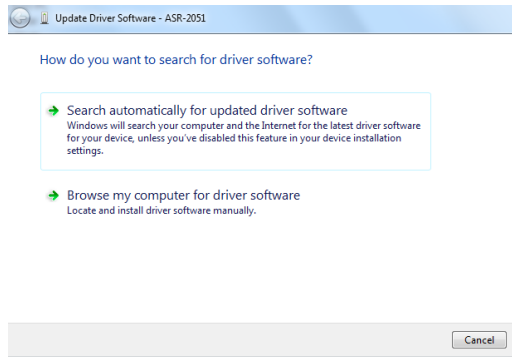 Update Driver Software - ASR-2051
How do you want to search for driver software?
Search automatically for updated driver software
Windows will search your computer and the Internet for the latest driver software
for your device, unless you've disabled this feature in your device installation
settings.
Browse my computer for driver software
Locate and install driver software manually.
Cancel